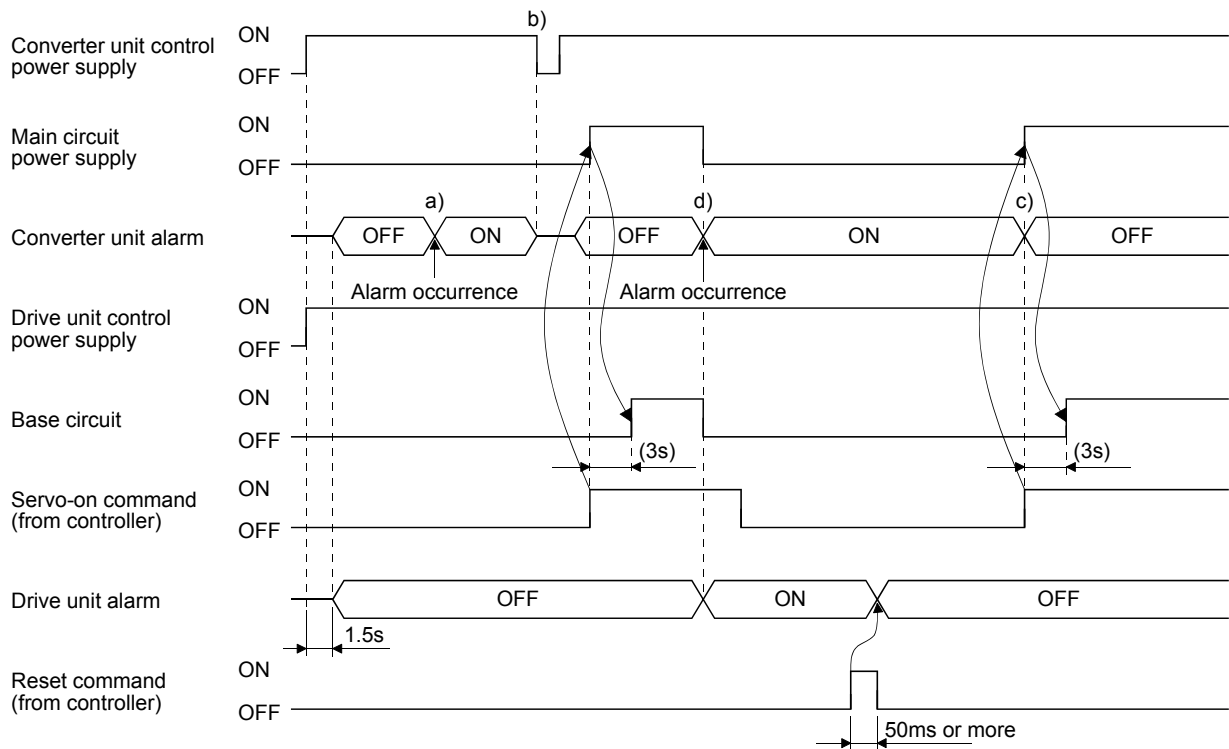 b)
Converter unit control
power supply
ON
OFF
Main circuit
power supply
ON
OFF
a)
d)
c)
Converter unit alarm
OFF
ON
OFF
ON
OFF
Alarm occurrence
Alarm occurrence
Drive unit control
power supply
ON
OFF
Base circuit
ON
OFF
(3s)
(3s)
Servo-on command
(from controller)
ON
OFF
Drive unit alarm
OFF
ON
OFF
1.5s
Reset command
(from controller)
ON
OFF
50ms or more